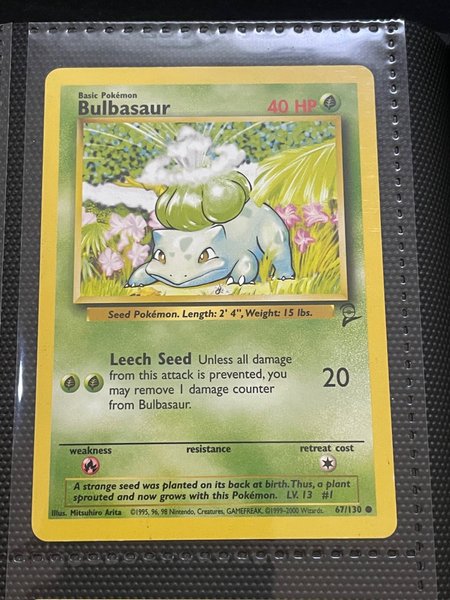 Basic Pokémon
Bulbasaur
40 HP
Seed Pokémon. Length: 2' 4", Weight: 15 lbs.
Leech Seed Unless all damage
from this attack is prevented, you
may remove 1 damage counter
from Bulbasaur.
20
weakness resistance retreat cost
A strange seed was planted on its back at birth. Thus, a plant
sprouted and now grows with this Pokémon. LV. 13 #1
Illus. Mitsuhiro Arita ©1995, 96, 98 Nintendo, Creatures, GAMEFREAK. ©1999-2000 Wizards. 67/130